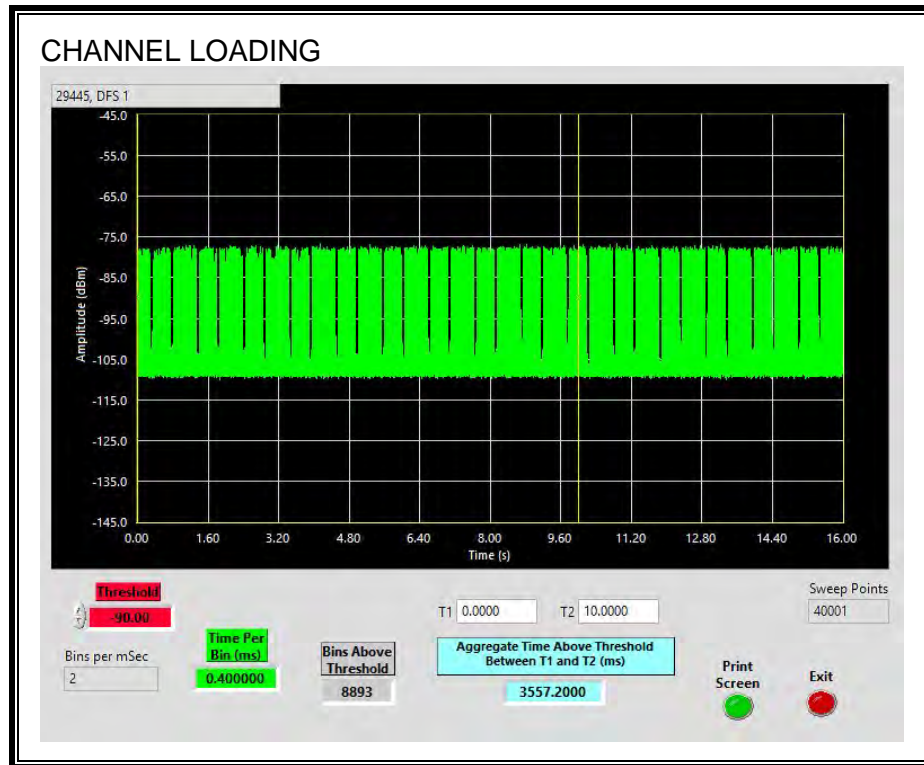 CHANNEL LOADING
29445, DFS 1
-45.0
-55.0
-65.0
-75.0
-85.0
-95.0
-105.0
-115.0
-125.0
-135.0
-145.0
Amplitude (dBm)
0.00 1.60 3.20 4.80 6.40 8.00 9.60 11.20 12.80 14.40 16.00
Time (s)
Threshold
-90.00
Bins per mSec
2
Time Per
Bin (ms)
0.400000
Bins Above
Threshold
8893
T1 0.0000 T2 10.0000
Aggregate Time Above Threshold
Between T1 and T2 (ms)
3557.2000
Sweep Points
40001
Print
Screen
Exit